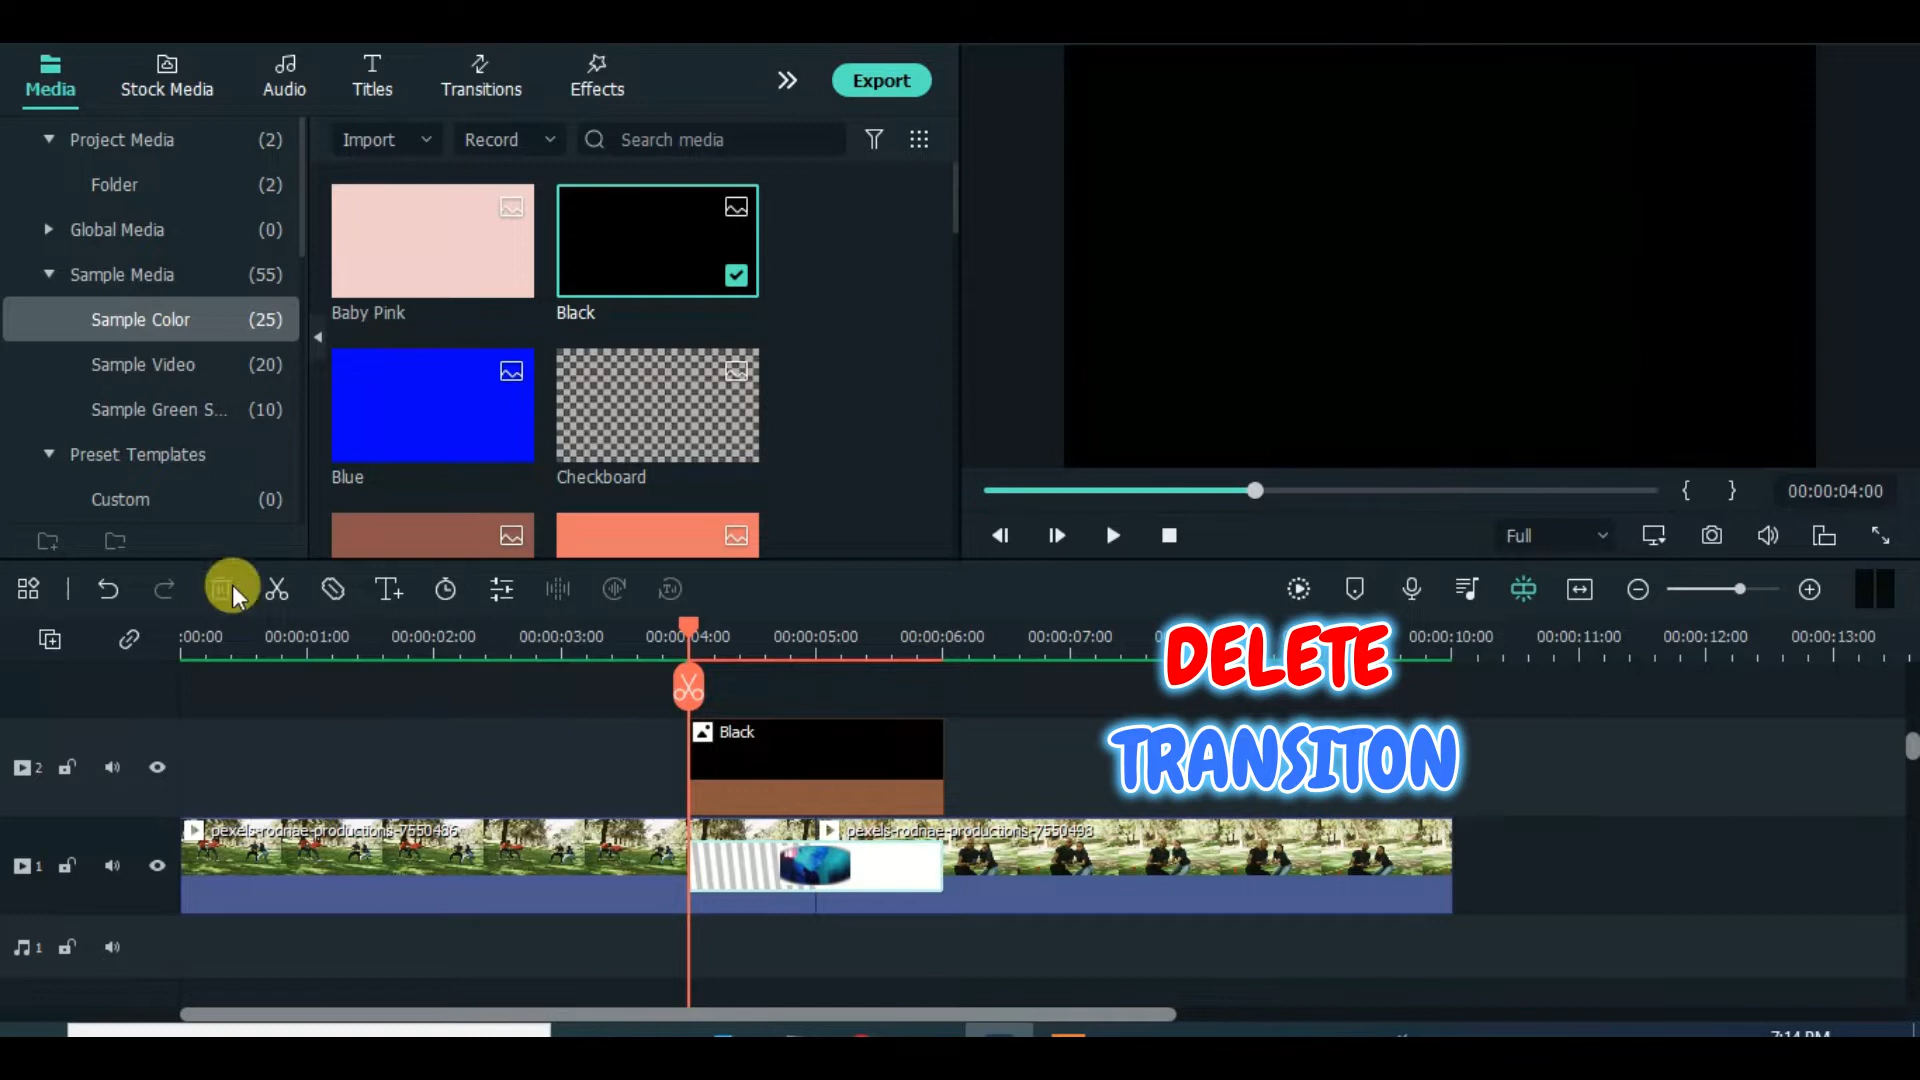 Media
Stock Media
Audio
Titles
Transitions
Effects
Export
Project Media (2)
Folder (2)
Global Media (0)
Sample Media (55)
Sample Color (25)
Sample Video (20)
Sample Green S... (10)
Preset Templates
Custom (0)
Import
Record
Search media
Baby Pink
Black
Blue
Checkboard
00:00:04:00
Full
:00:00 00:00:01:00 00:00:02:00 00:00:03:00 00:00:04:00 00:00:05:00 00:00:06:00 00:00:07:00 00:00:10:00 00:00:11:00 00:00:12:00 00:00:13:00
DELETE
TRANSITON
Black
2
pexels-rodnae-productions-7550486
pexels-rodnae-productions-7550493
1
1
7:14 PM